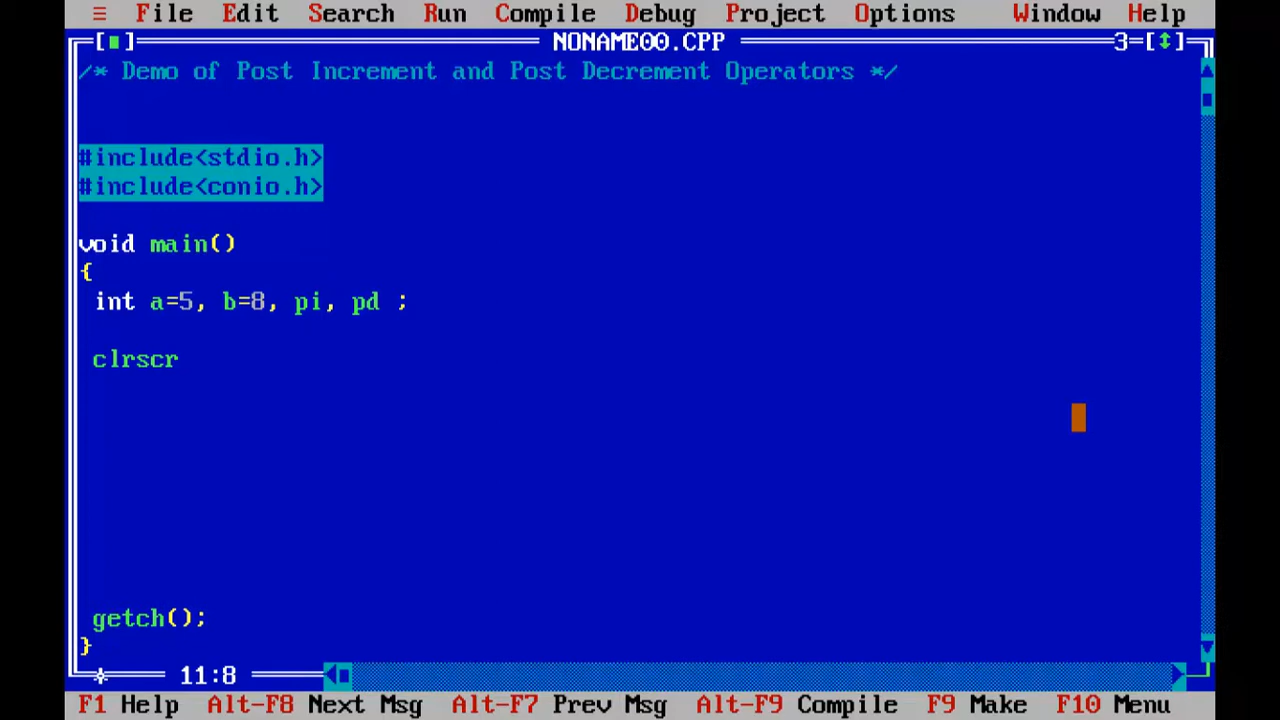 ≡ File Edit Search Run Compile Debug Project Options Window Help
[■] NONAME00.CPP 3=[↕]
/* Demo of Post Increment and Post Decrement Operators */
#include<stdio.h>
#include<conio.h>
void main()
{
int a=5, b=8, pi, pd ;
clrscr
getch();
}
11:8
F1 Help Alt-F8 Next Msg Alt-F7 Prev Msg Alt-F9 Compile F9 Make F10 Menu